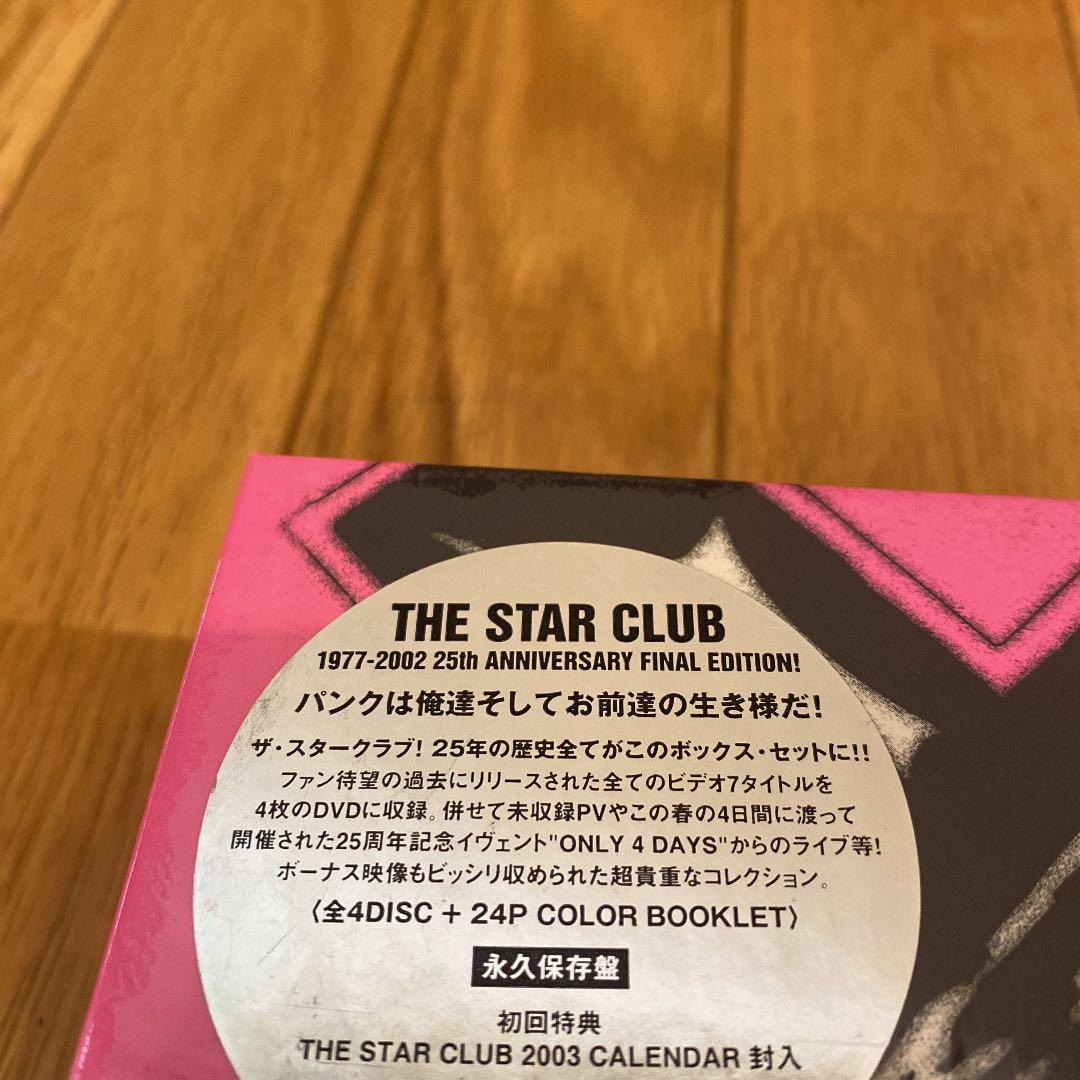 THE STAR CLUB
1977-2002 25th ANNIVERSARY FINAL EDITION!
パンクは俺達そしてお前達の生き様だ!
ザ・スタークラブ! 25年の歴史全てがこのボックス・セットに!!
ファン待望の過去にリリースされた全てのビデオ7タイトルを
4枚のDVDに収録。併せて未収録PVやこの春の4日間に渡って
開催された25周年記念イヴェント"ONLY 4 DAYS"からのライブ等!
ボーナス映像もビッシリ収められた超貴重なコレクション。
〈全4DISC + 24P COLOR BOOKLET〉
永久保存盤
初回特典
THE STAR CLUB 2003 CALENDAR 封入